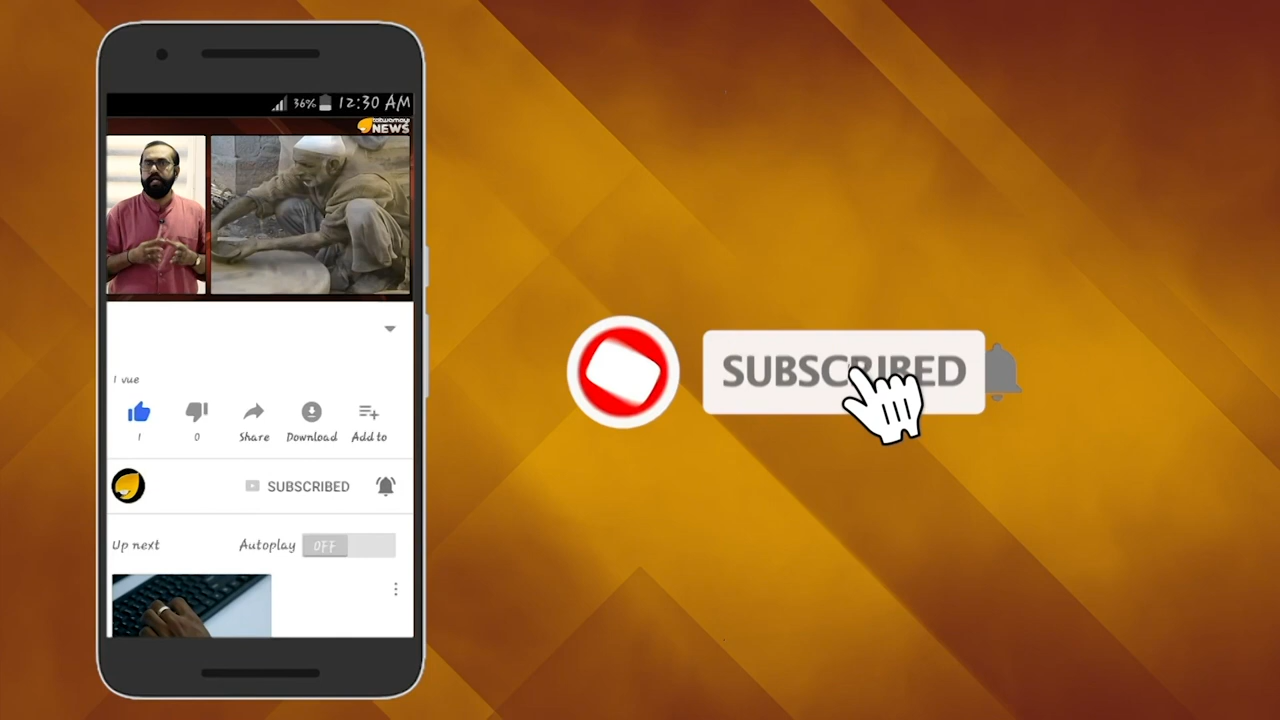 36% 12:30 AM
tatwamayi
NEWS
1 vue
1
0
Share
Download
Add to
SUBSCRIBED
Up next
Autoplay
OFF
SUBSCRIBED